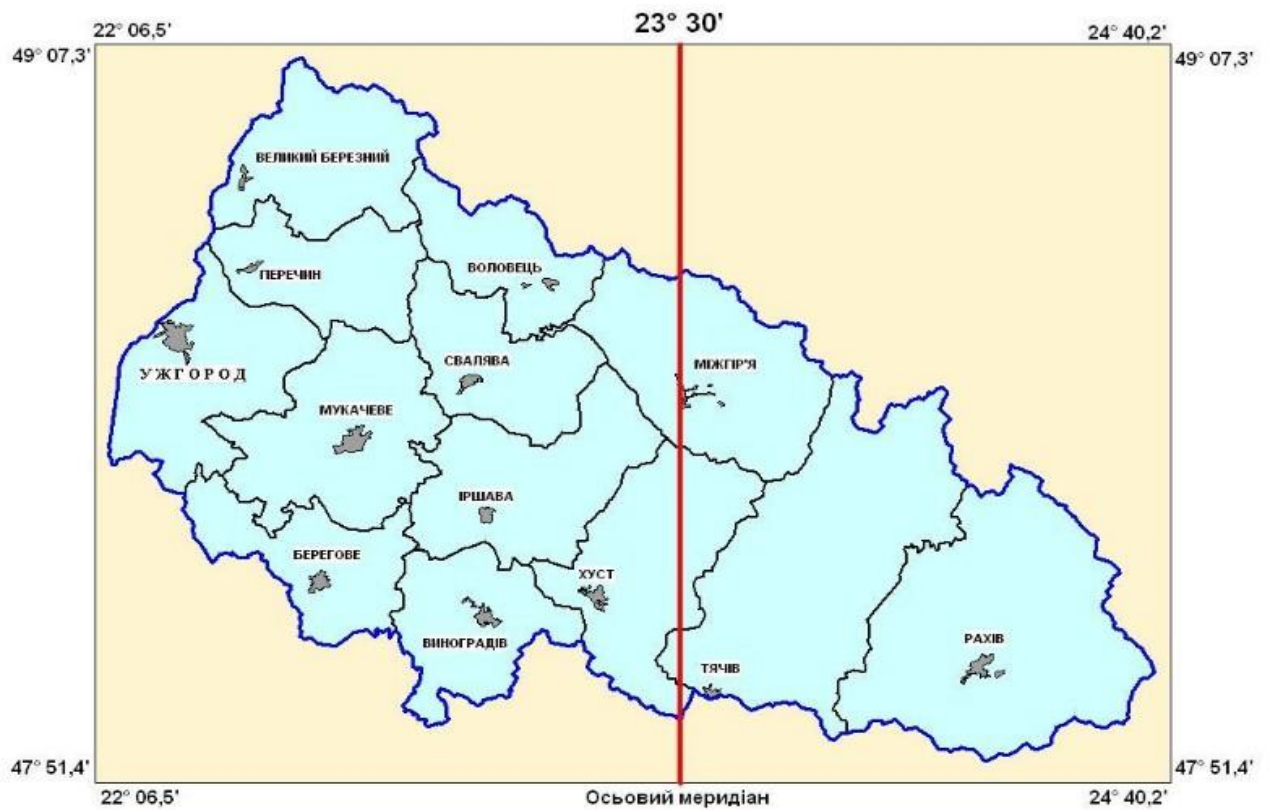 22° 06,5'
23° 30'
24° 40,2'
49° 07,3'
49° 07,3'
ВЕЛИКИЙ БЕРЕЗНИЙ
ПЕРЕЧИН
ВОЛОВЕЦЬ
УЖГОРОД
СВАЛЯВА
МІЖГІР'Я
МУКАЧЕВЕ
ІРШАВА
БЕРЕГОВЕ
ХУСТ
ВИНОГРАДІВ
РАХІВ
ТЯЧІВ
47° 51,4'
47° 51,4'
22° 06,5'
Осьовий меридіан
24° 40,2'